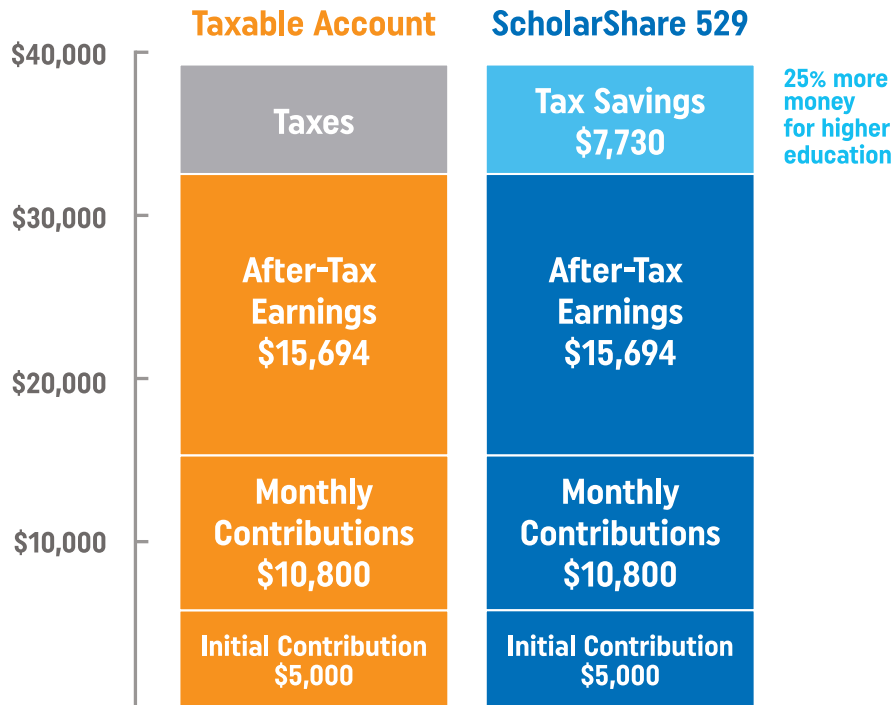 Taxable Account
ScholarShare 529
$40,000
$30,000
$20,000
$10,000
Taxes
After-Tax
Earnings
$15,694
Monthly
Contributions
$10,800
Initial Contribution
$5,000
Tax Savings
$7,730
After-Tax
Earnings
$15,694
Monthly
Contributions
$10,800
Initial Contribution
$5,000
25% more
money
for higher
education